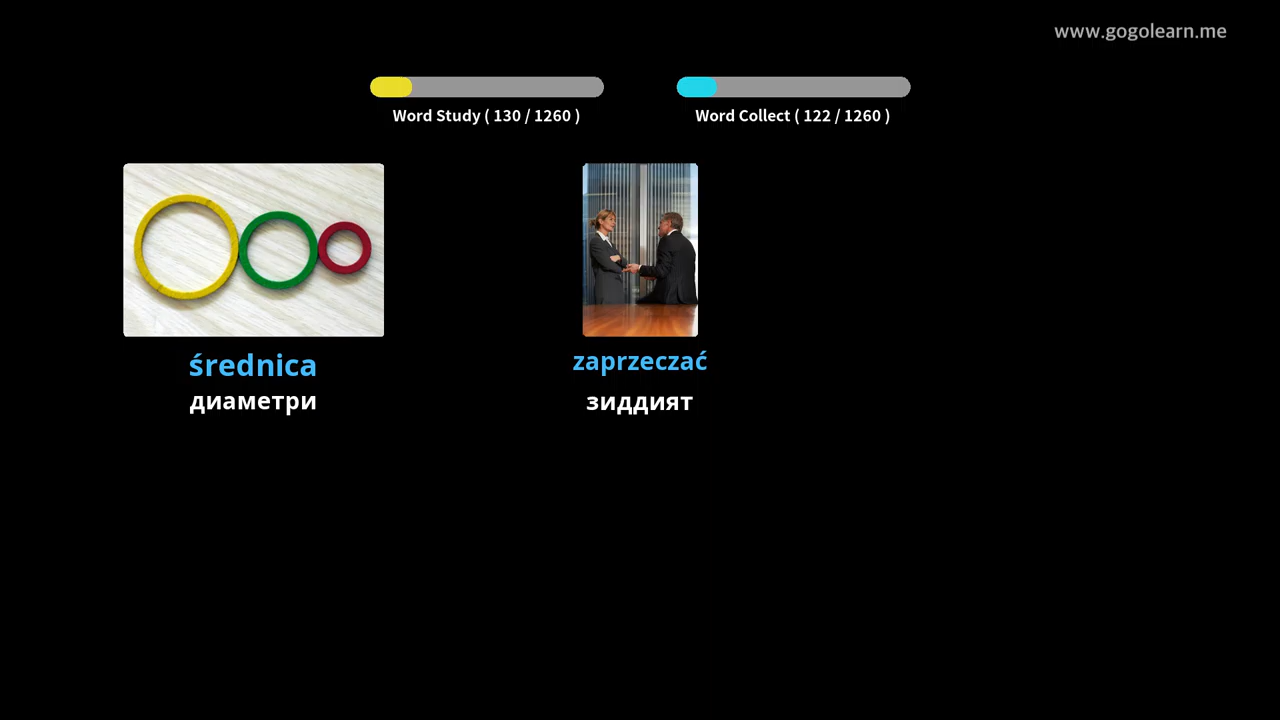 www.gogolearn.me
Word Study ( 130 / 1260 )
Word Collect ( 122 / 1260 )
średnica
диаметри
zaprzeczać
зиддият